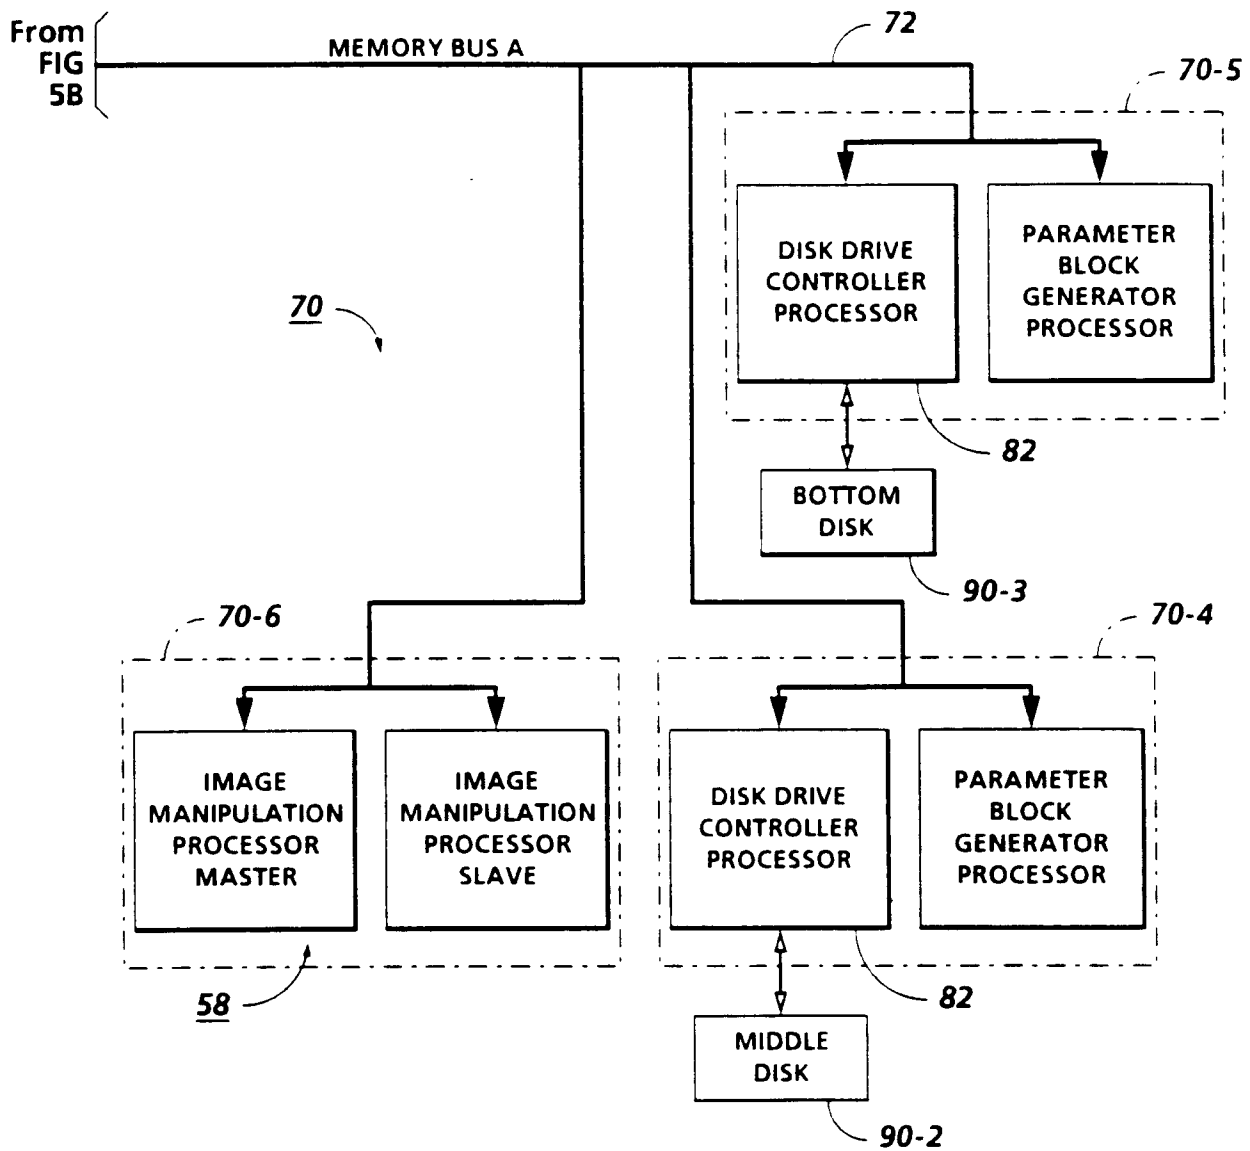 From
FIG
5B
MEMORY BUS A
72
70-5
DISK DRIVE
CONTROLLER
PROCESSOR
PARAMETER
BLOCK
GENERATOR
PROCESSOR
70
82
BOTTOM
DISK
90-3
70-6
70-4
IMAGE
MANIPULATION
PROCESSOR
MASTER
IMAGE
MANIPULATION
PROCESSOR
SLAVE
DISK DRIVE
CONTROLLER
PROCESSOR
PARAMETER
BLOCK
GENERATOR
PROCESSOR
58
82
MIDDLE
DISK
90-2